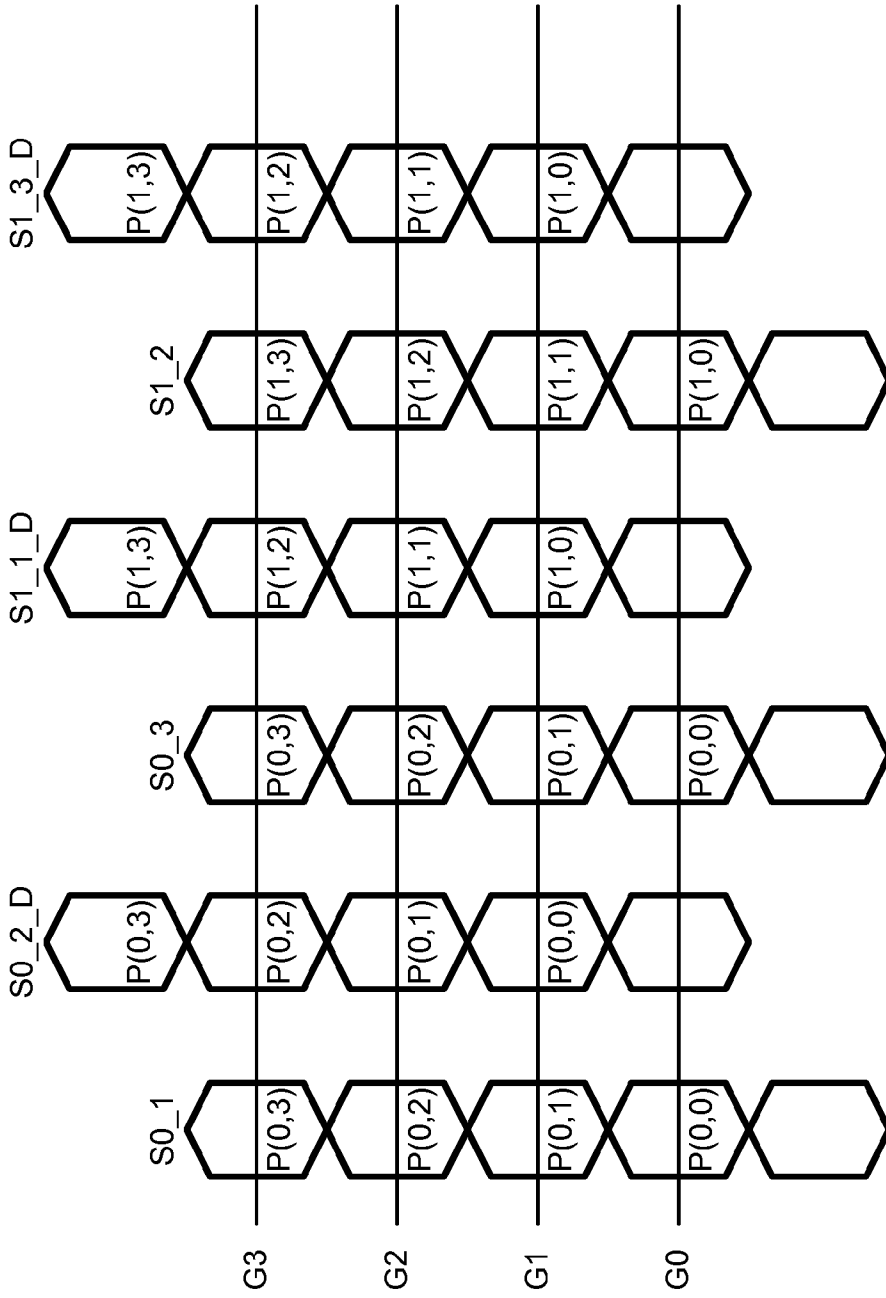 S0_2_D S1_1_D S1_3_D
P(0,3) P(1,3) P(1,3)
S0_1 S0_3 S1_2
G3
P(0,3) P(0,2) P(0,3) P(1,2) P(1,3) P(1,2)
G2
P(0,2) P(0,1) P(0,2) P(1,1) P(1,2) P(1,1)
G1
P(0,1) P(0,0) P(0,1) P(1,0) P(1,1) P(1,0)
G0
P(0,0) P(0,0) P(1,0)